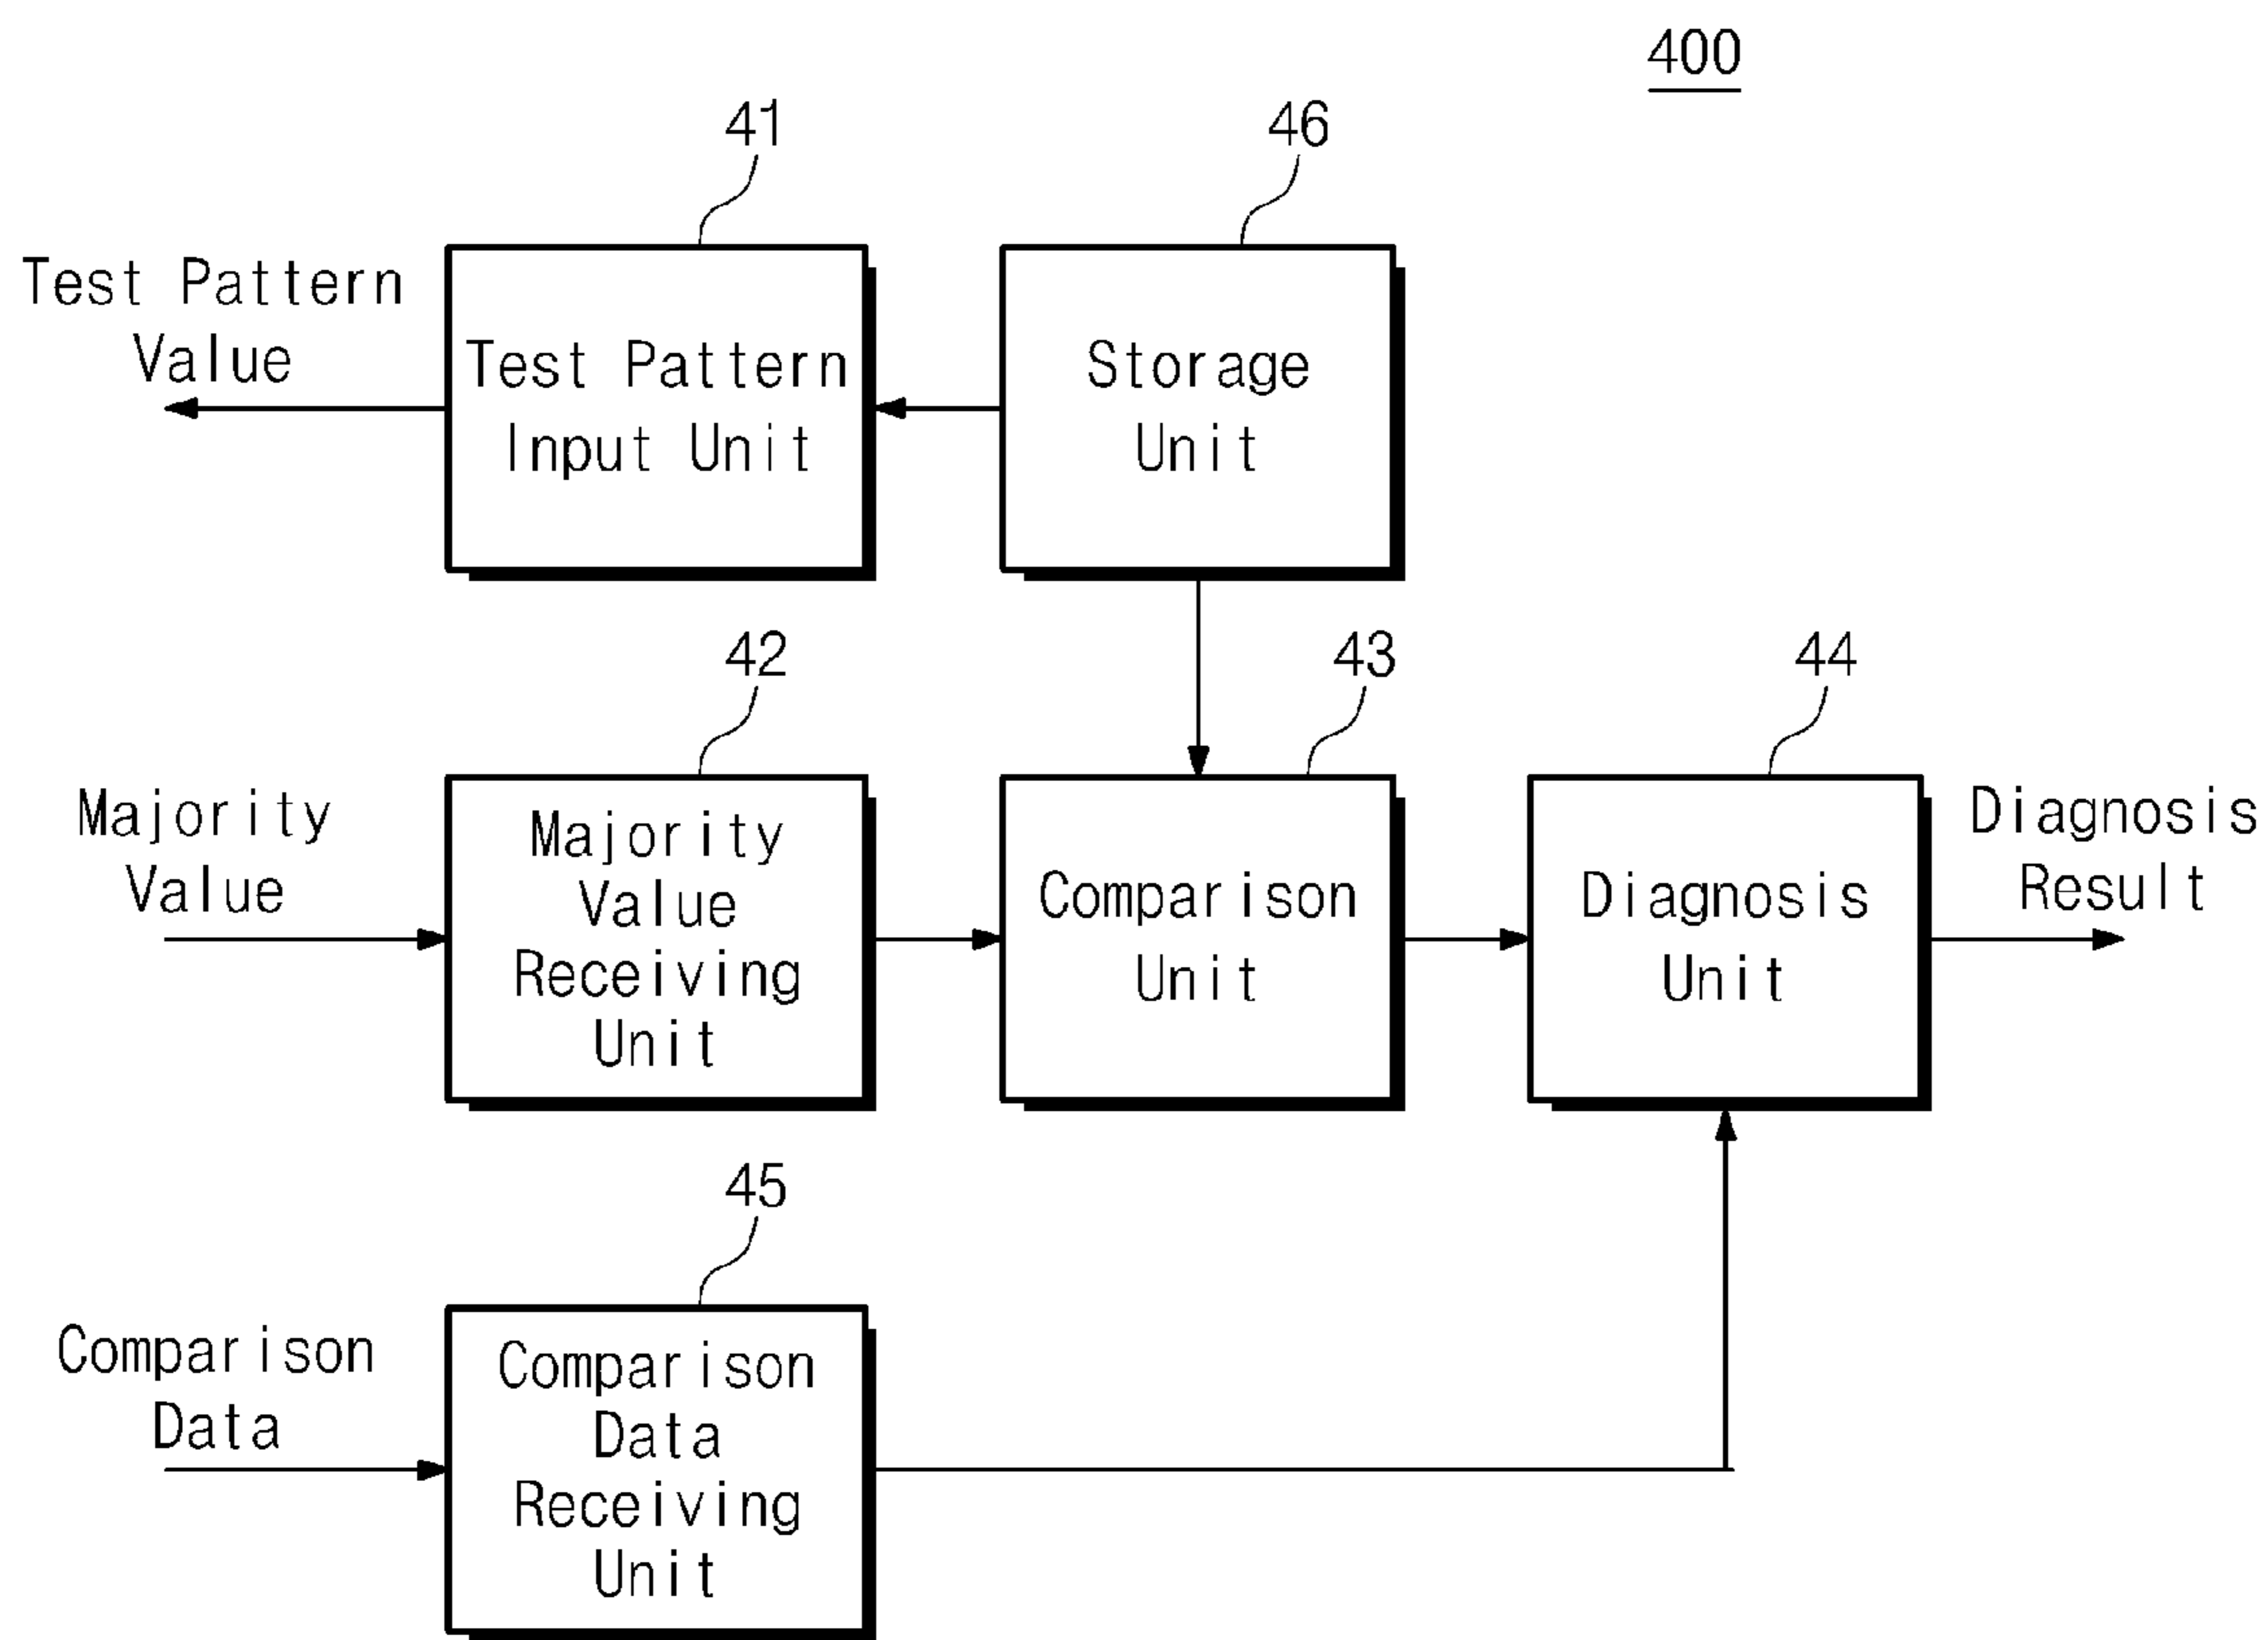 400
41
46
Test Pattern
Value
Test Pattern
Input Unit
Storage
Unit
42
43
44
Majority
Value
Majority
Value
Receiving
Unit
Comparison
Unit
Diagnosis
Unit
Diagnosis
Result
45
Comparison
Data
Comparison
Data
Receiving
Unit